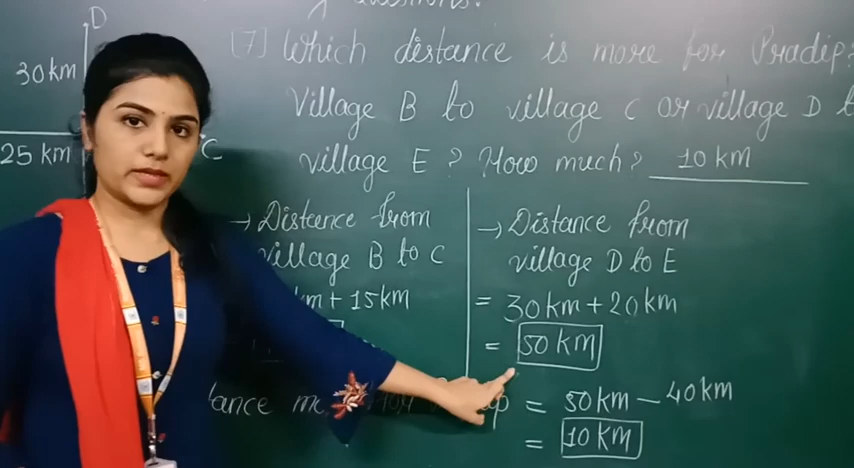 questions.
D
[7] Which distance is more for Pradip?
30 km
Village B to village C or village D
village E? How much? 10 km
25 km
C
→ Distance from
village B to C
km + 15 km
→ Distance from
village D to E
= 30 km + 20 km
= 50 km
= 50 km - 40 km
= 10 km